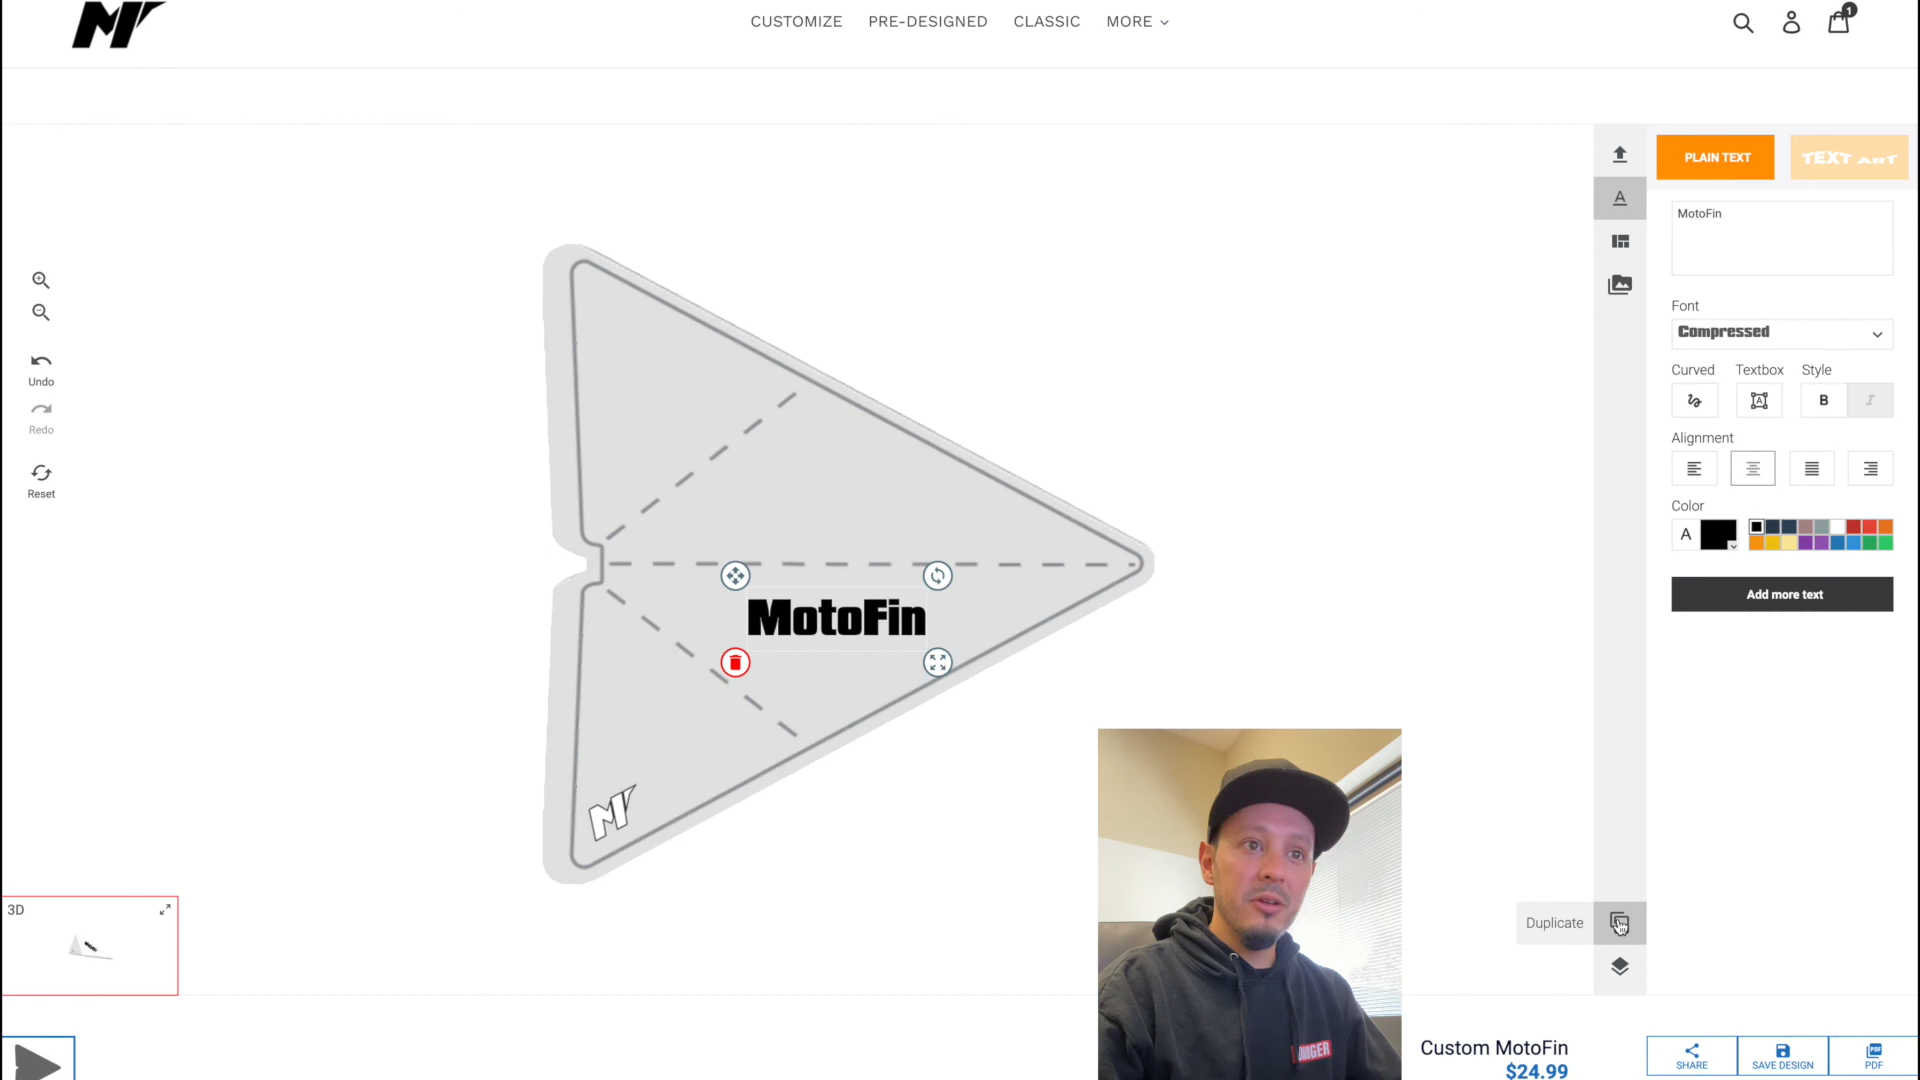 CUSTOMIZE PRE-DESIGNED CLASSIC MORE
1
PLAIN TEXT
TEXT ART
MotoFin
Font
Compressed
Curved Textbox Style
B I
Alignment
Color
A
Add more text
Undo
Redo
Reset
MotoFin
3D
Duplicate
Custom MotoFin
$24.99
SHARE
SAVE DESIGN
PDF